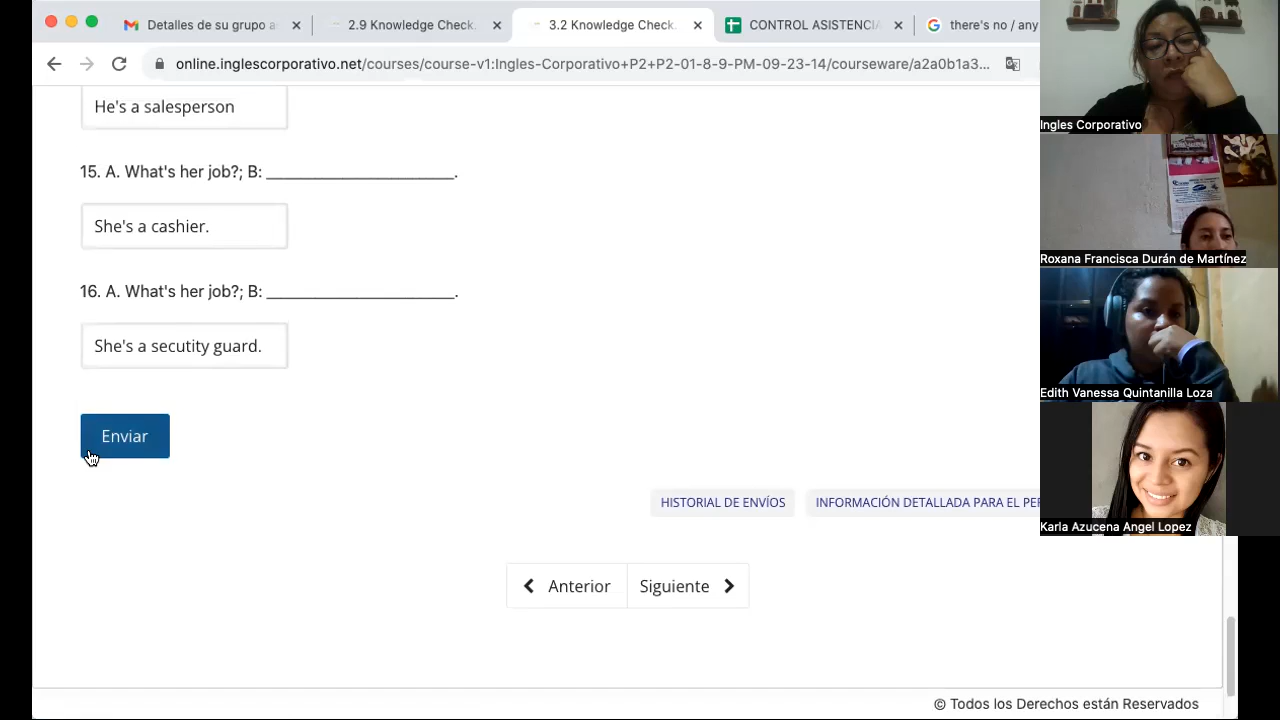 Detalles de su grupo a
2.9 Knowledge Check.
3.2 Knowledge Check.
CONTROL ASISTENCIA
there's no / any
online.inglescorporativo.net/courses/course-v1:Ingles-Corporativo+P2+P2-01-8-9-PM-09-23-14/courseware/a2a0b1a3...
He's a salesperson
15. A. What's her job?; B: ______________________.
She's a cashier.
16. A. What's her job?; B: ______________________.
She's a secutity guard.
Enviar
HISTORIAL DE ENVÍOS
INFORMACIÓN DETALLADA PARA EL PER
Anterior
Siguiente
© Todos los Derechos están Reservados
Ingles Corporativo
Roxana Francisca Durán de Martínez
Edith Vanessa Quintanilla Loza
Karla Azucena Angel Lopez